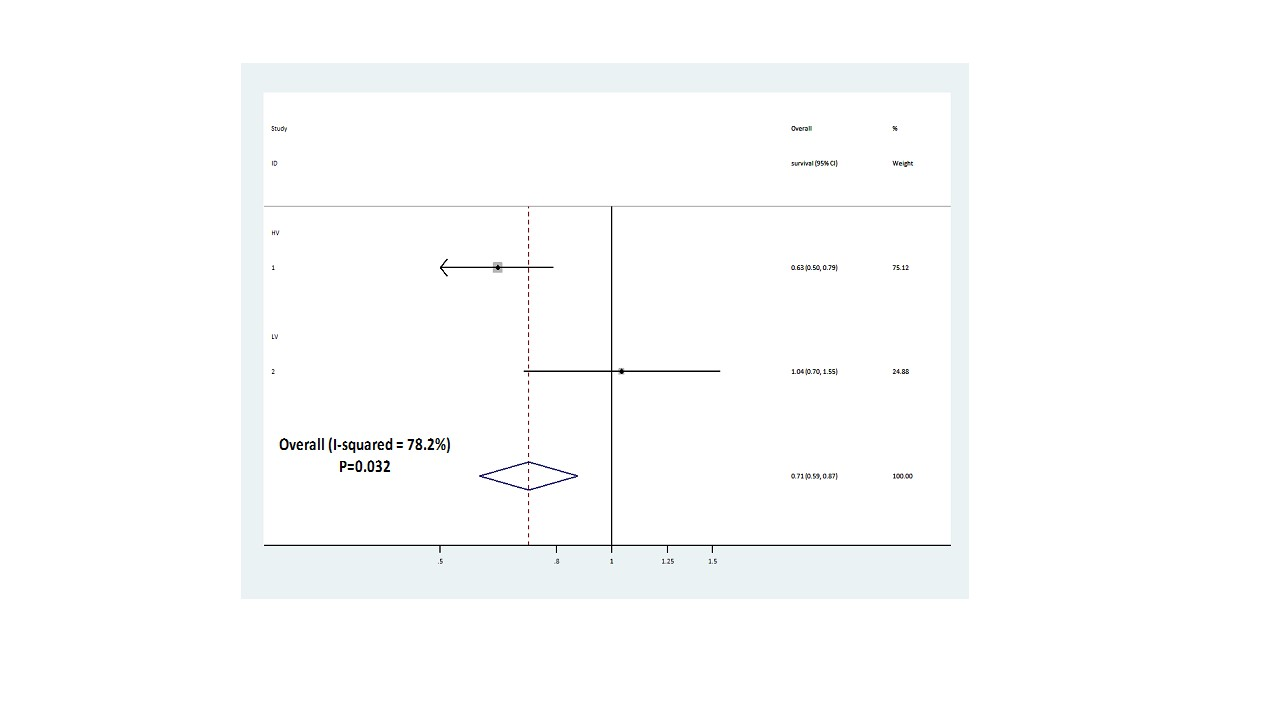 Study Overall %
ID survival (95% CI) Weight
HV
1 0.63 (0.50, 0.79) 75.12
LV
2 1.04 (0.70, 1.55) 24.88
Overall (I-squared = 78.2%)
P=0.032
0.71 (0.59, 0.87) 100.00
.5 .8 1 1.25 1.5